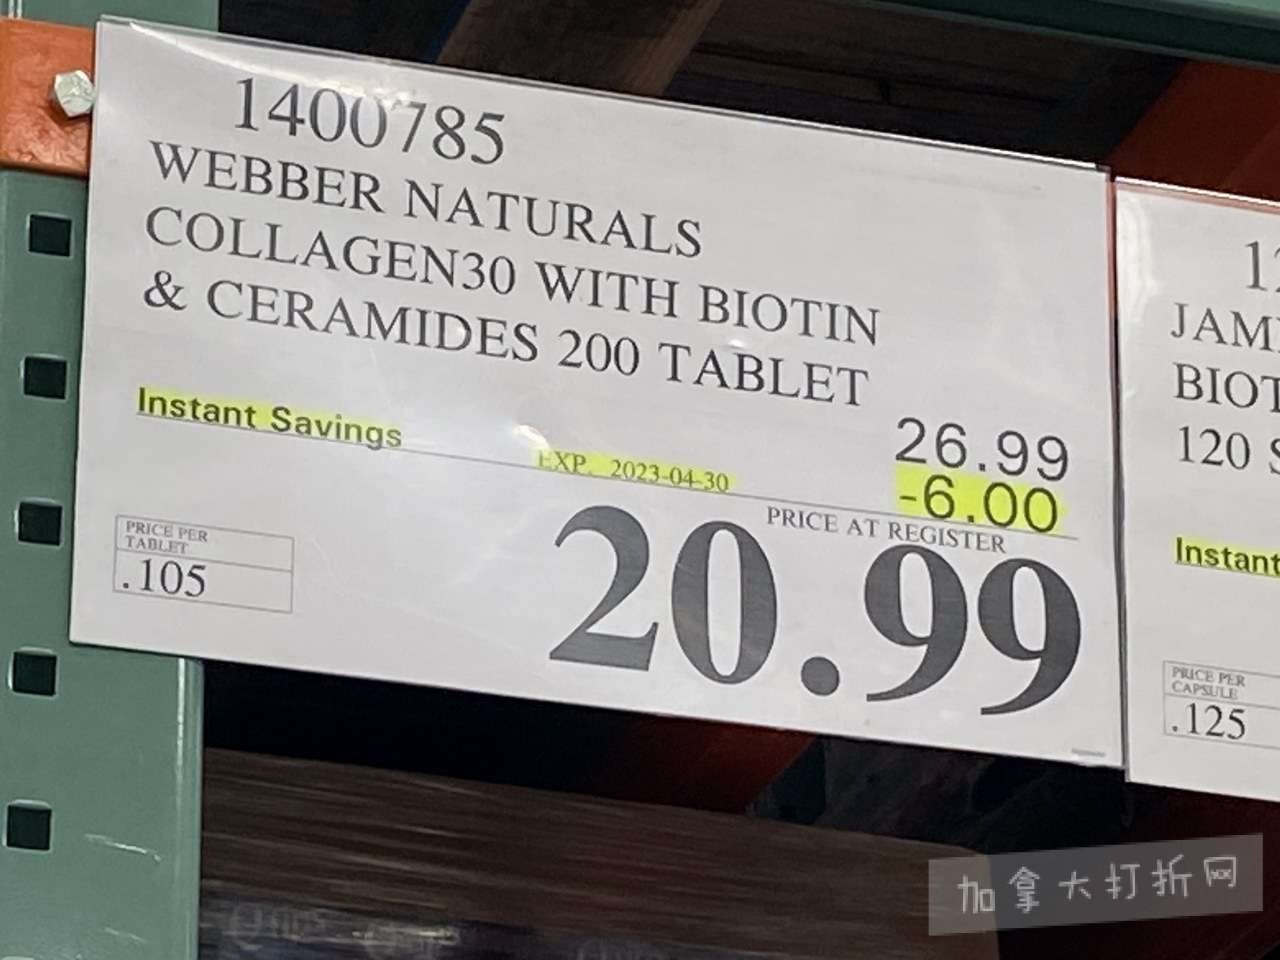 1400785
WEBBER NATURALS
COLLAGEN30 WITH BIOTIN
& CERAMIDES 200 TABLET
26.99
Instant Savings
EXP. 2023-04-30
-6.00
PRICE AT REGISTER
20.99
PRICE PER
TABLET
.105
JAM
BIOT
120 S
Instant
PRICE PER
CAPSULE
.125
加拿大打折网